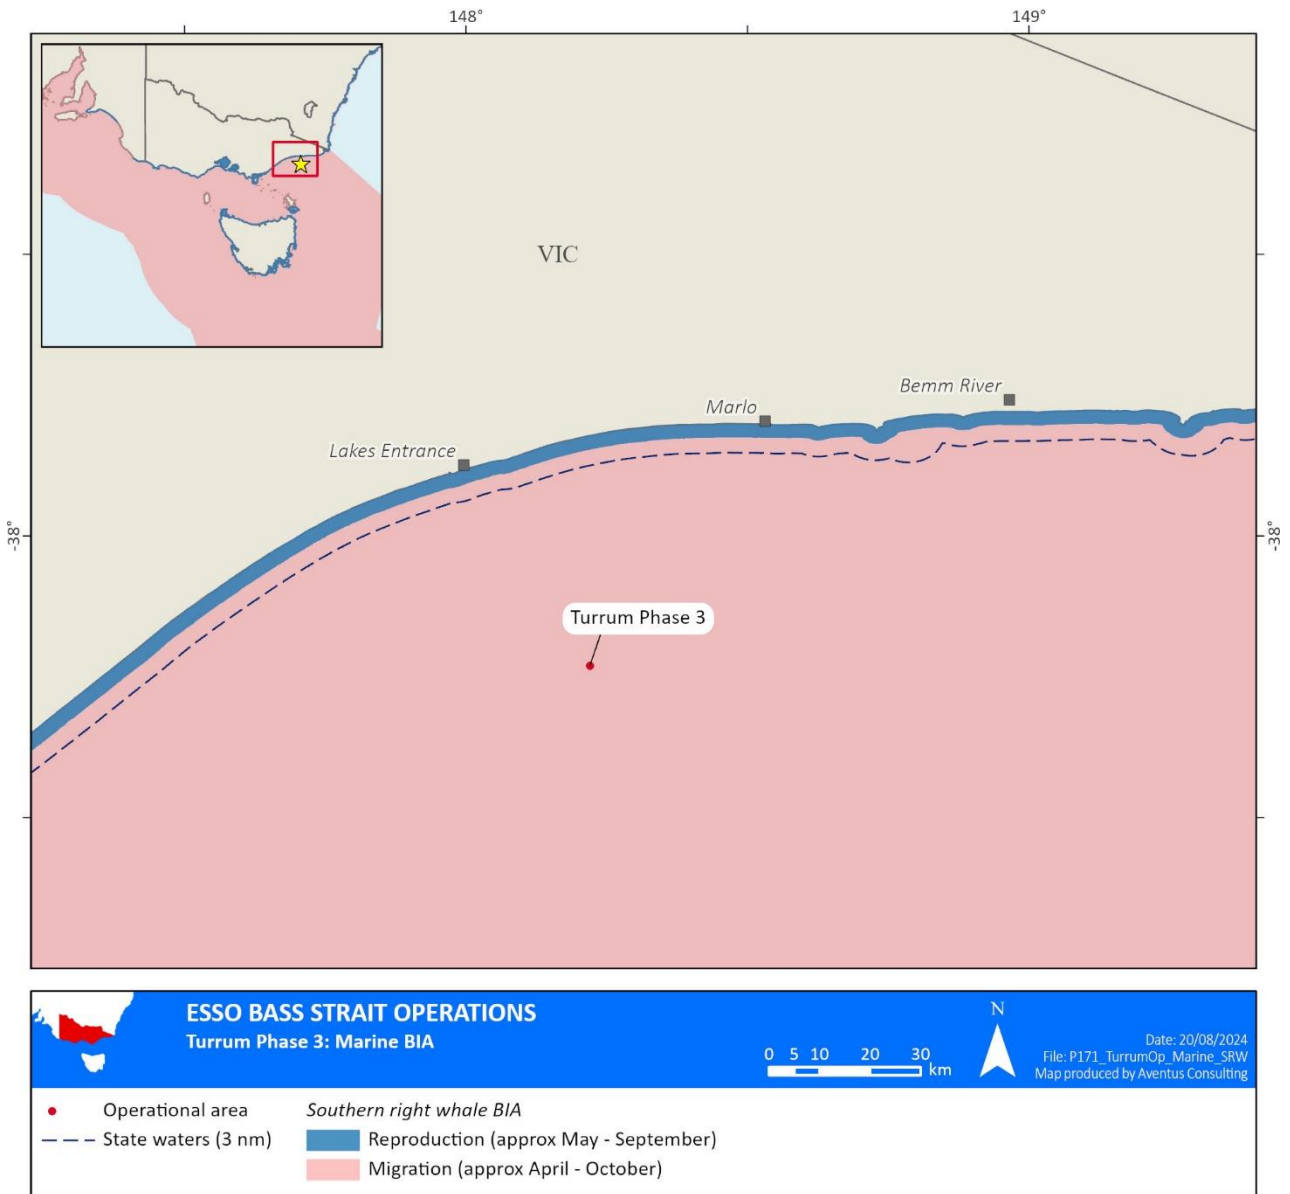 148°
149°
VIC
Bemm River
Marlo
Lakes Entrance
-38°
-38°
Turrum Phase 3
ESSO BASS STRAIT OPERATIONS
Turrum Phase 3: Marine BIA
0 5 10 20 30
km
N
Date: 20/08/2024
File: P171_TurrumOp_Marine_SRW
Map produced by Aventus Consulting
Operational area
State waters (3 nm)
Southern right whale BIA
Reproduction (approx May - September)
Migration (approx April - October)